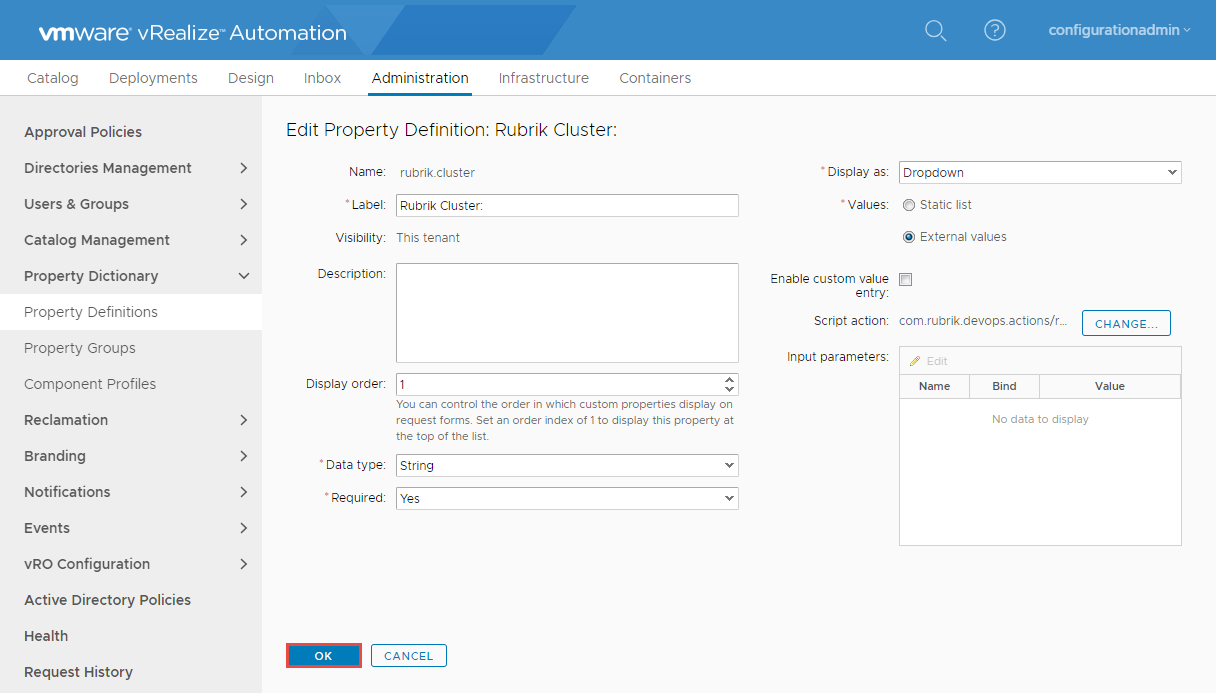 vmware® vRealize™ Automation
configurationadmin
Catalog Deployments Design Inbox Administration Infrastructure Containers
Approval Policies
Directories Management
Users & Groups
Catalog Management
Property Dictionary
Property Definitions
Property Groups
Component Profiles
Reclamation
Branding
Notifications
Events
vRO Configuration
Active Directory Policies
Health
Request History
Edit Property Definition: Rubrik Cluster:
Name: rubrik.cluster
* Label: Rubrik Cluster:
Visibility: This tenant
Description:
Display order: 1
You can control the order in which custom properties display on
request forms. Set an order index of 1 to display this property at
the top of the list.
* Data type: String
* Required: Yes
* Display as: Dropdown
* Values: Static list
External values
Enable custom value
entry:
Script action: com.rubrik.devops.actions/r... CHANGE...
Input parameters: Edit
Name Bind Value
No data to display
OK CANCEL